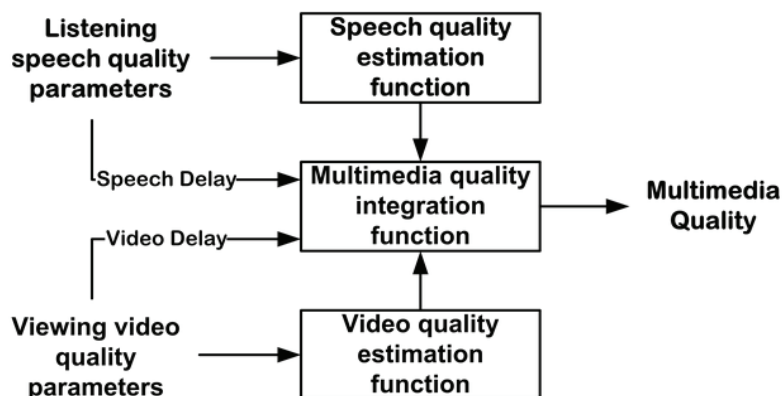 Listening
speech quality
parameters
Speech quality
estimation
function
Speech Delay
Multimedia quality
integration
function
Multimedia
Quality
Video Delay
Viewing video
quality
parameters
Video quality
estimation
function